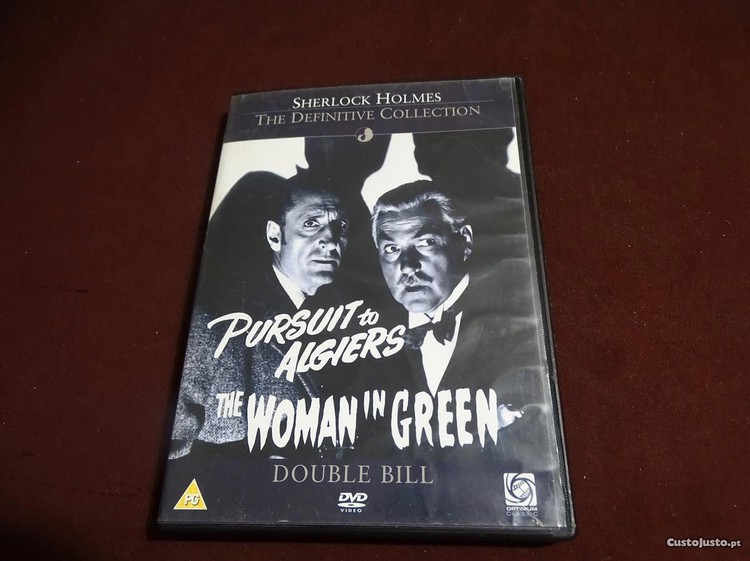 SHERLOCK HOLMES
THE DEFINITIVE COLLECTION
PURSUIT to
ALGIERS
THE WOMAN IN GREEN
DOUBLE BILL
PG
DVD
VIDEO
OPTIMUM
CLASSIC
CustoJusto.pt